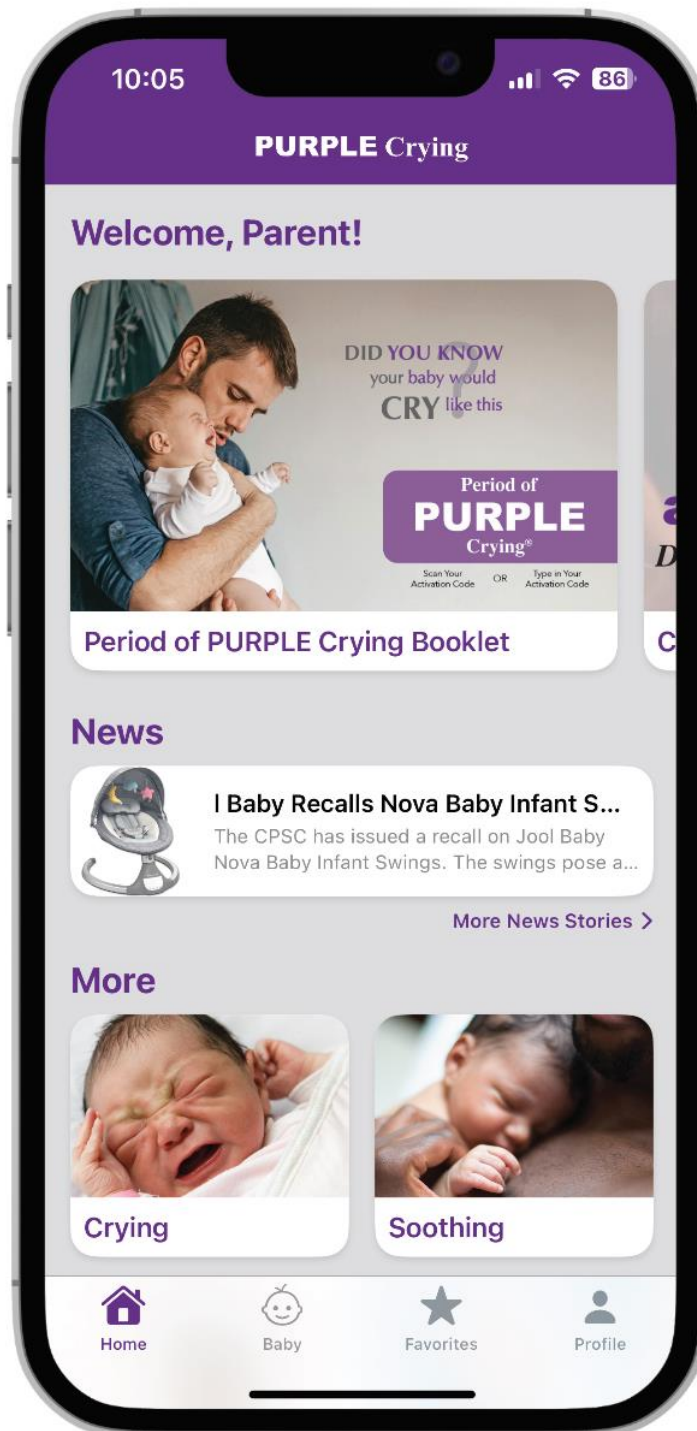 10:05
86
PURPLE Crying
Welcome, Parent!
DID YOU KNOW
your baby would
CRY like this
?
Period of
PURPLE
Crying®
Scan Your
Activation Code
OR
Type in Your
Activation Code
Period of PURPLE Crying Booklet
a
D
C
News
l Baby Recalls Nova Baby Infant S...
The CPSC has issued a recall on Jool Baby
Nova Baby Infant Swings. The swings pose a...
More News Stories >
More
Crying
Soothing
Home
Baby
Favorites
Profile